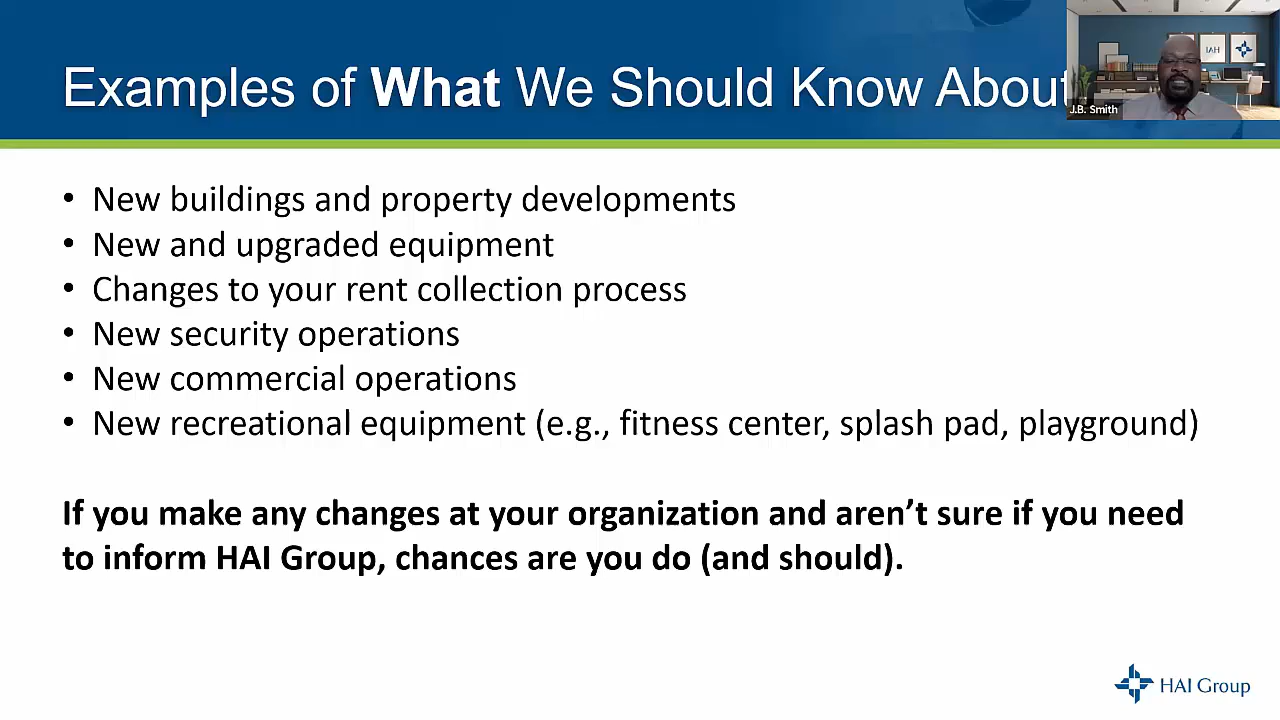 Examples of What We Should Know About
IAH
J.B. Smith
• New buildings and property developments
• New and upgraded equipment
• Changes to your rent collection process
• New security operations
• New commercial operations
• New recreational equipment (e.g., fitness center, splash pad, playground)
If you make any changes at your organization and aren’t sure if you need
to inform HAI Group, chances are you do (and should).
HAI Group